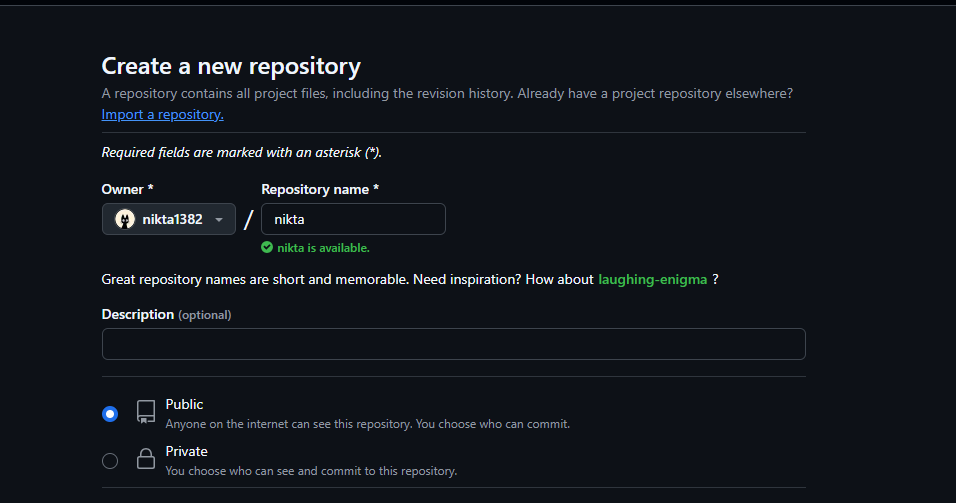 Create a new repository
A repository contains all project files, including the revision history. Already have a project repository elsewhere?
Import a repository.
Required fields are marked with an asterisk (*).
Owner *
Repository name *
nikta1382
/
nikta
nikta is available.
Great repository names are short and memorable. Need inspiration? How about laughing-enigma ?
Description (optional)
Public
Anyone on the internet can see this repository. You choose who can commit.
Private
You choose who can see and commit to this repository.